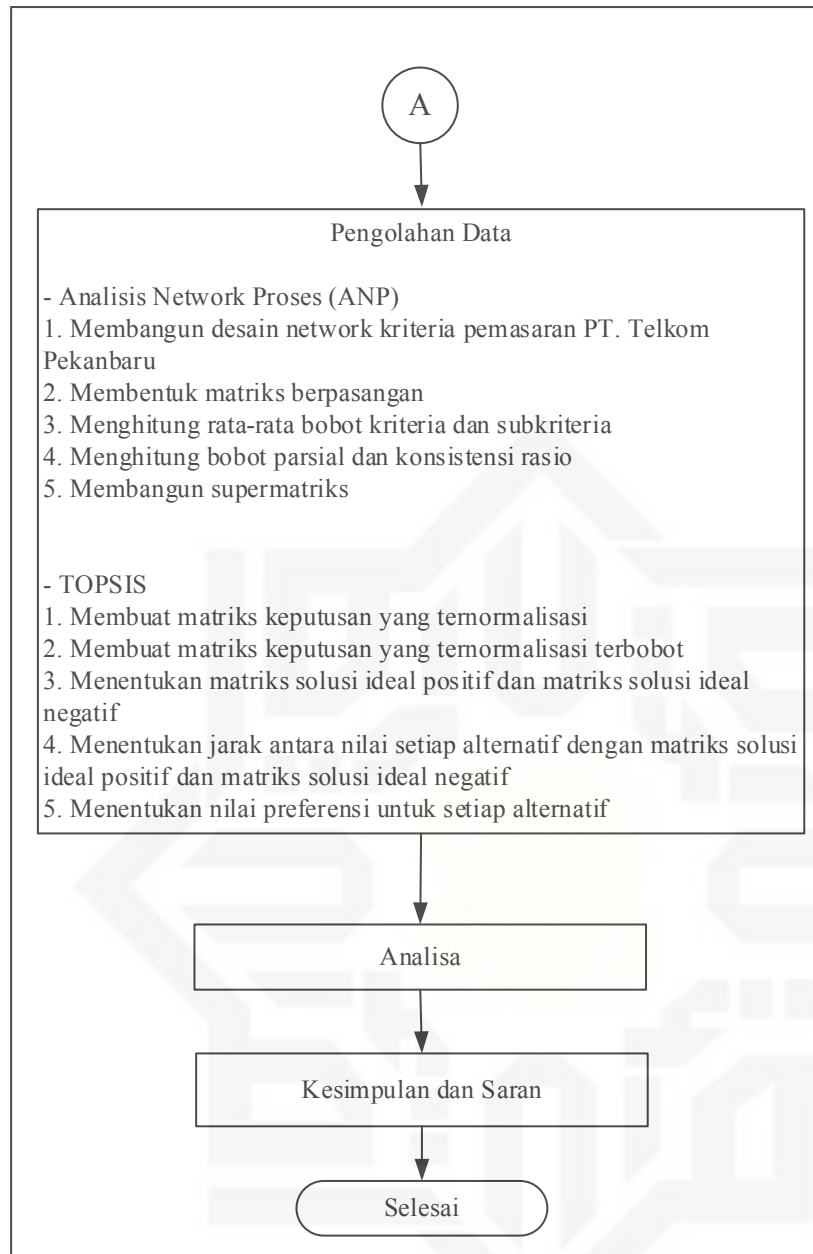 A
Pengolahan Data
- Analisis Network Proses (ANP)
1. Membangun desain network kriteria pemasaran PT. Telkom
Pekanbaru
2. Membentuk matriks berpasangan
3. Menghitung rata-rata bobot kriteria dan subkriteria
4. Menghitung bobot parsial dan konsistensi rasio
5. Membangun supermatriks
- TOPSIS
1. Membuat matriks keputusan yang ternormalisasi
2. Membuat matriks keputusan yang ternormalisasi terbobot
3. Menentukan matriks solusi ideal positif dan matriks solusi ideal
negatif
4. Menentukan jarak antara nilai setiap alternatif dengan matriks solusi
ideal positif dan matriks solusi ideal negatif
5. Menentukan nilai preferensi untuk setiap alternatif
Analisa
Kesimpulan dan Saran
Selesai